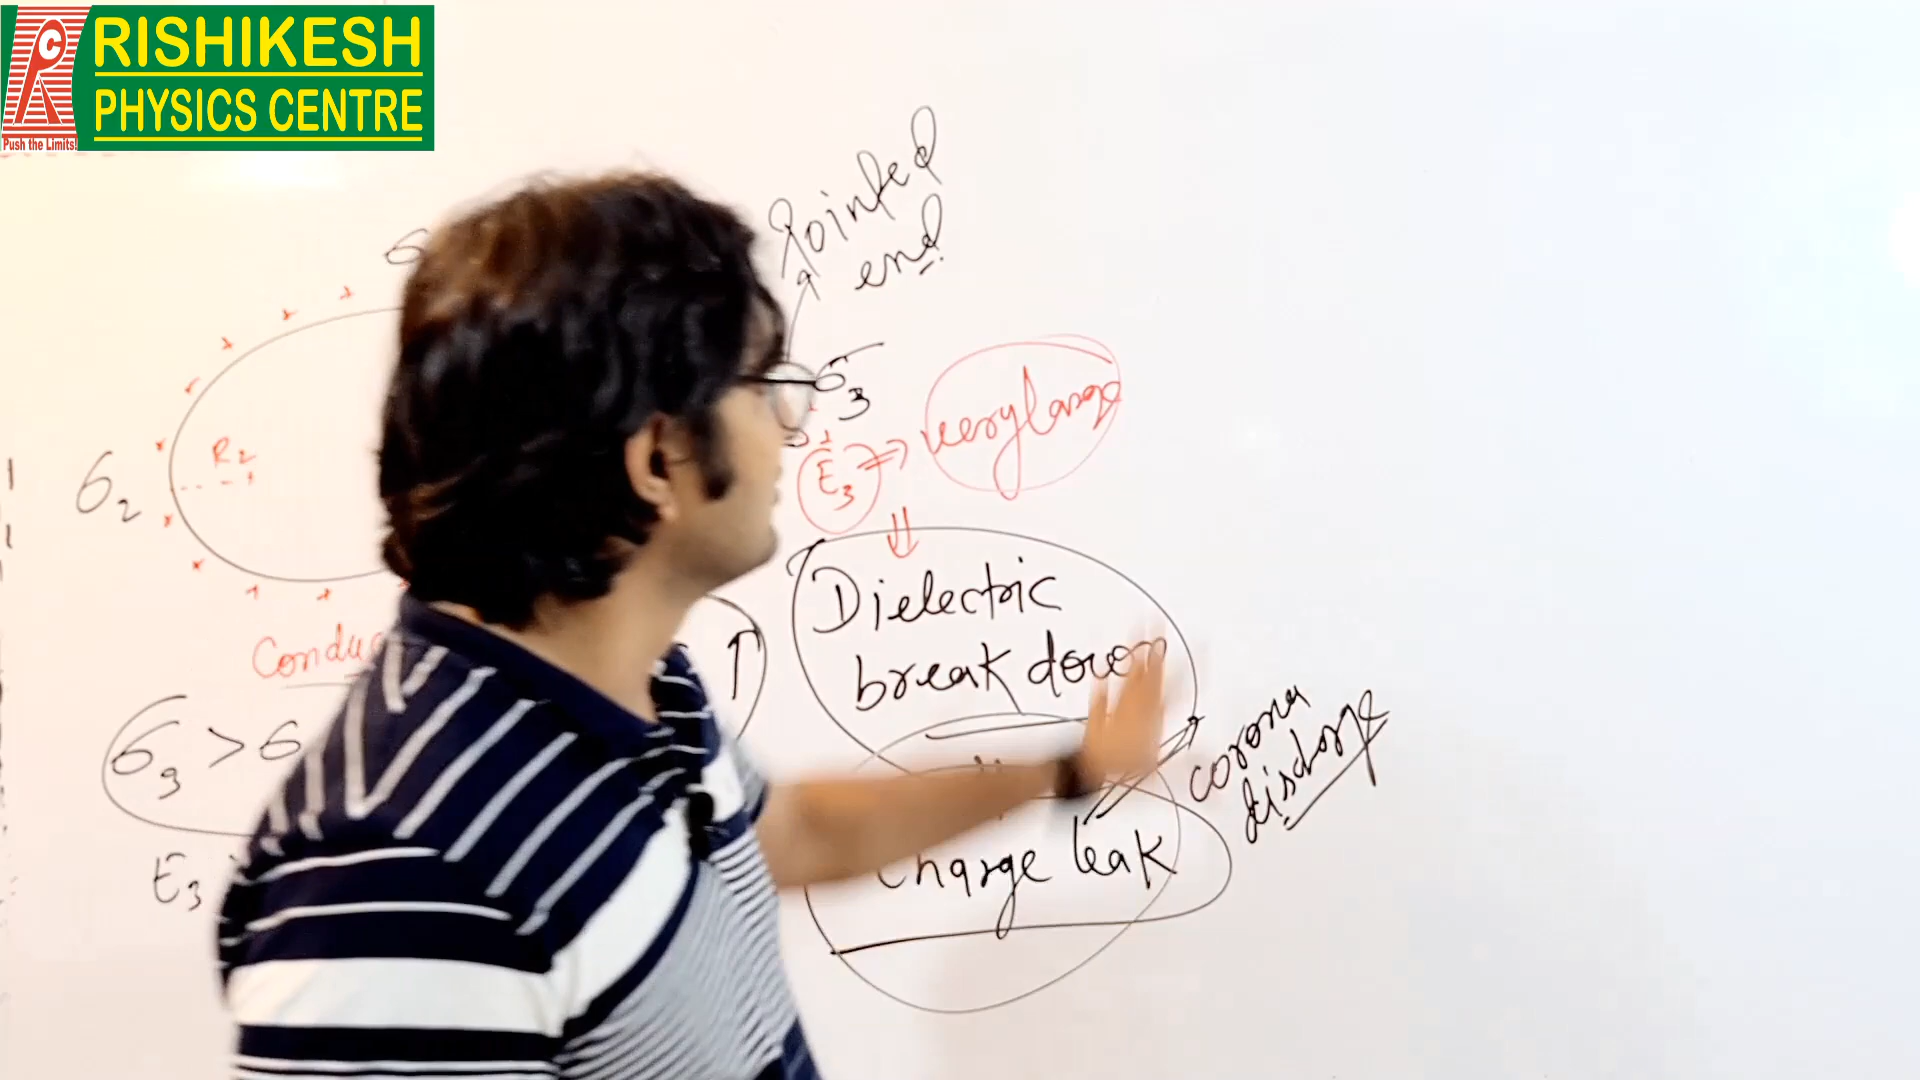 RISHIKESH
PHYSICS CENTRE
Push the Limits!
Pointed
end
σ
σ3
E3 ⇒ very large
⇓
R2
σ2
Dielectric
break down
Conduc
σ3 > σ
corona
discharge
Charge leak
E3